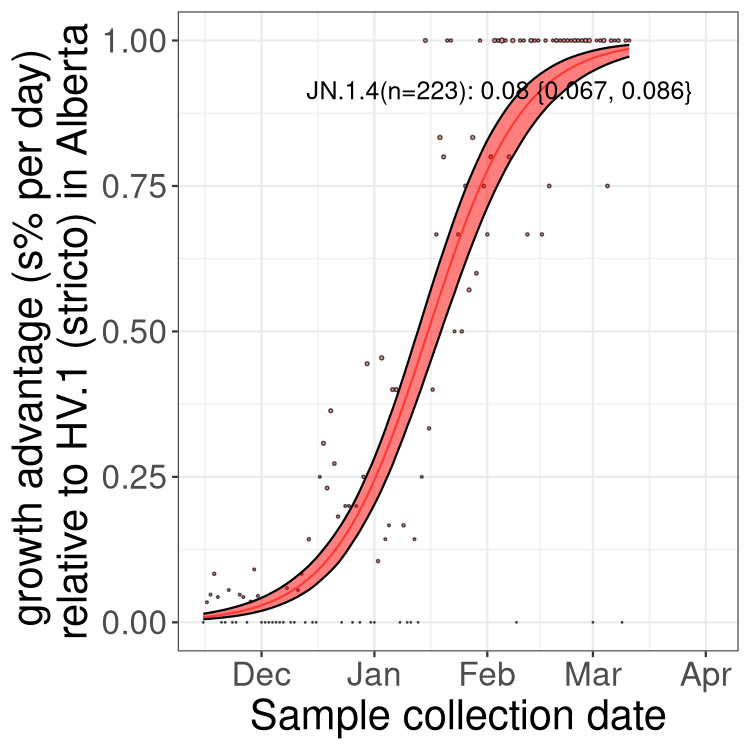 growth advantage (s% per day)
relative to HV.1 (stricto) in Alberta
1.00
0.75
0.50
0.25
0.00
JN.1.4(n=223): 0.08 {0.067, 0.086}
Dec Jan Feb Mar Apr
Sample collection date